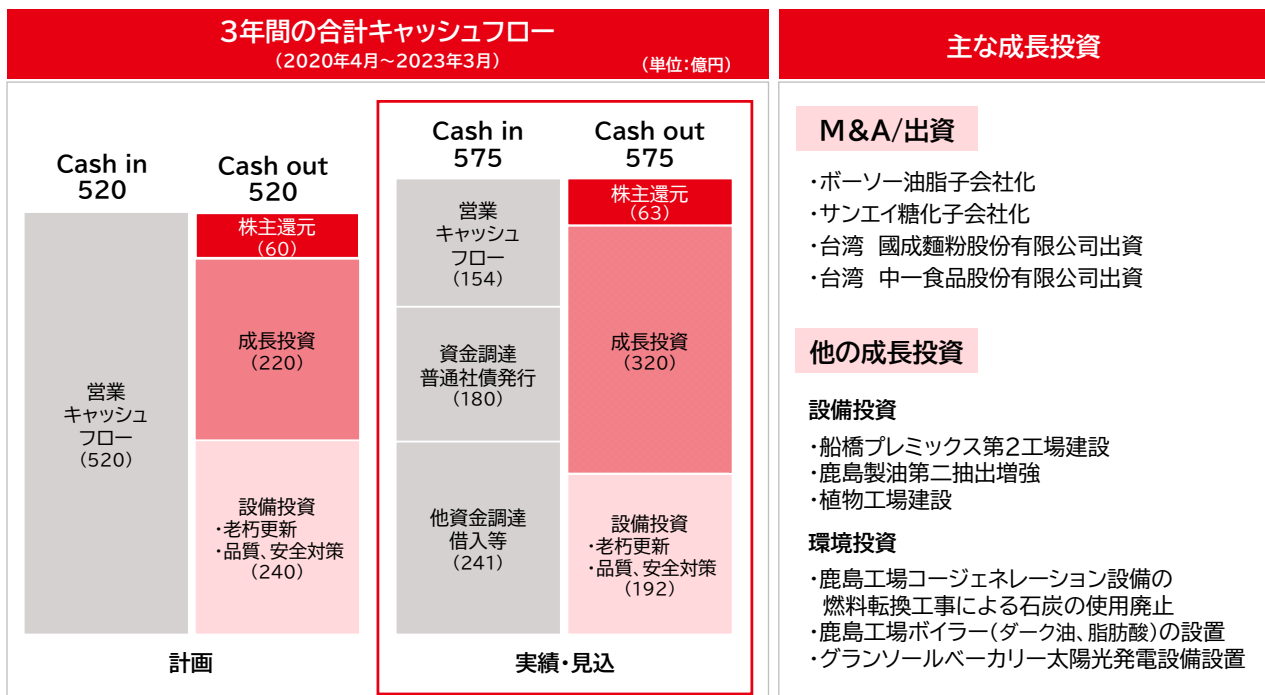 3年間の合計キャッシュフロー
（2020年4月～2023年3月）
（単位：億円）
Cash in
520
営業
キャッシュ
フロー
（520）
Cash out
520
株主還元
（60）
成長投資
（220）
設備投資
・老朽更新
・品質、安全対策
（240）
計画
Cash in
575
営業
キャッシュ
フロー
（154）
資金調達
普通社債発行
（180）
他資金調達
借入等
（241）
Cash out
575
株主還元
（63）
成長投資
（320）
設備投資
・老朽更新
・品質、安全対策
（192）
実績・見込
主な成長投資
M＆A/出資
・ボーソー油脂子会社化
・サンエイ糖化子会社化
・台湾　國成麵粉股份有限公司出資
・台湾　中一食品股份有限公司出資
他の成長投資
設備投資
・船橋プレミックス第2工場建設
・鹿島製油第二抽出増強
・植物工場建設
環境投資
・鹿島工場コージェネレーション設備の
燃料転換工事による石炭の使用廃止
・鹿島工場ボイラー（ダーク油、脂肪酸）の設置
・グランソールベーカリー太陽光発電設備設置